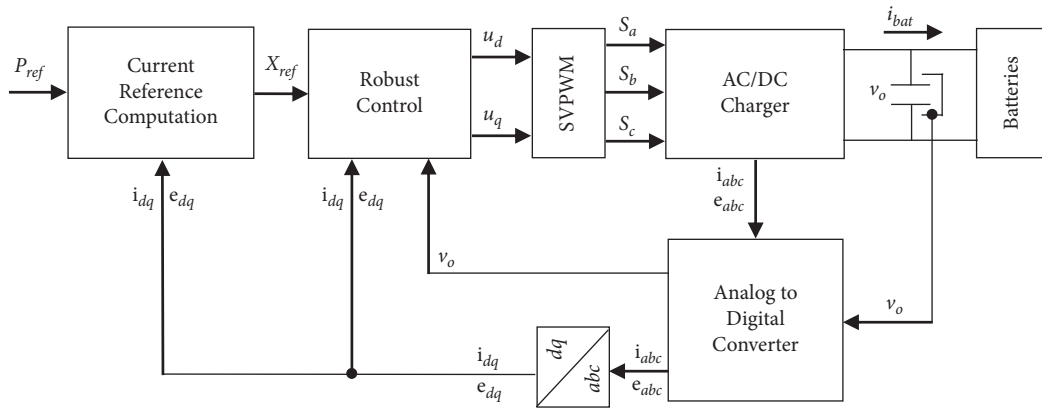 P_ref
Current
Reference
Computation
X_ref
Robust
Control
u_d
u_q
SVPWM
S_a
S_b
S_c
AC/DC
Charger
i_bat
v_o
Batteries
i_dq e_dq
i_dq e_dq
v_o
i_abc
e_abc
Analog to
Digital
Converter
v_o
i_dq
e_dq
dq
abc
i_abc
e_abc